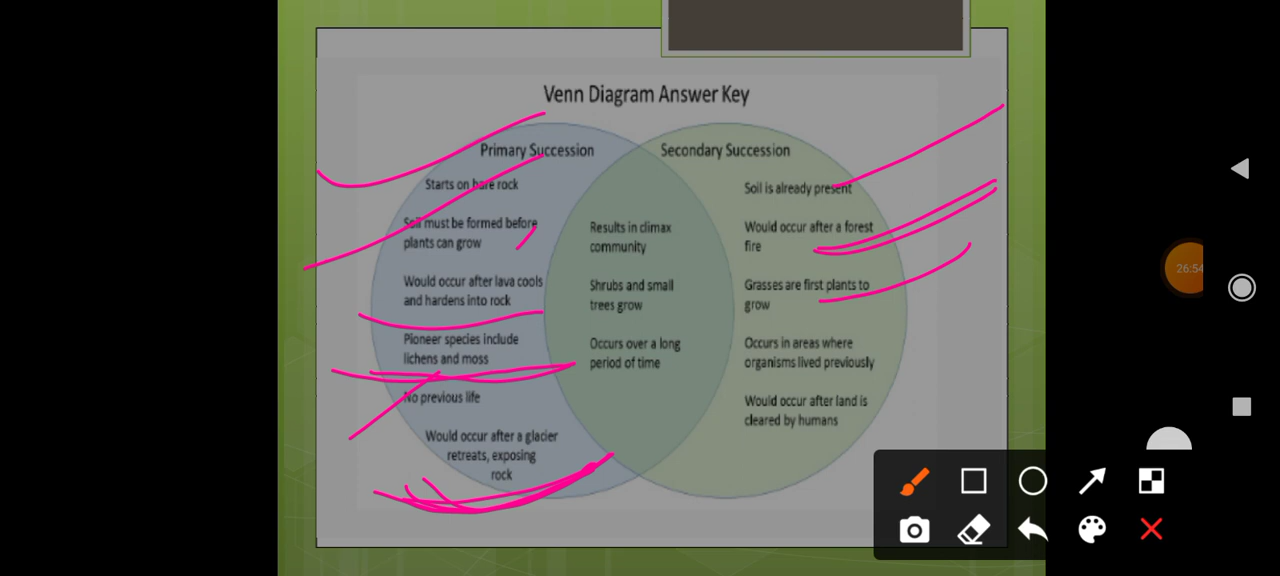 Venn Diagram Answer Key
Primary Succession
Starts on bare rock
Soil must be formed before
plants can grow
Would occur after lava cools
and hardens into rock
Pioneer species include
lichens and moss
No previous life
Would occur after a glacier
retreats, exposing
rock
Results in climax
community
Shrubs and small
trees grow
Occurs over a long
period of time
Secondary Succession
Soil is already present
Would occur after a forest
fire
Grasses are first plants to
grow
Occurs in areas where
organisms lived previously
Would occur after land is
cleared by humans
26:54